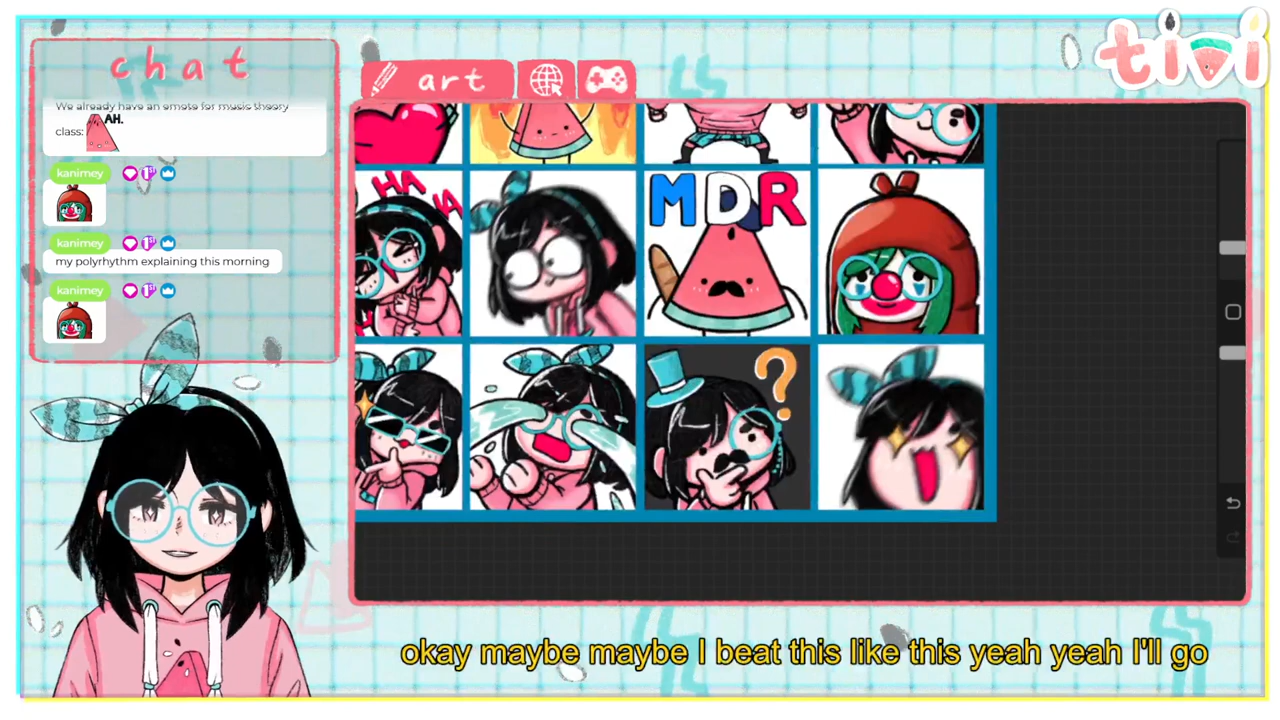 chat
tivi
We already have an emote for music theory
class: AH.
art
kanimey
kanimey
my polyrhythm explaining this morning
kanimey
HA
HA
MDR
?
okay maybe maybe I beat this like this yeah yeah I'll go